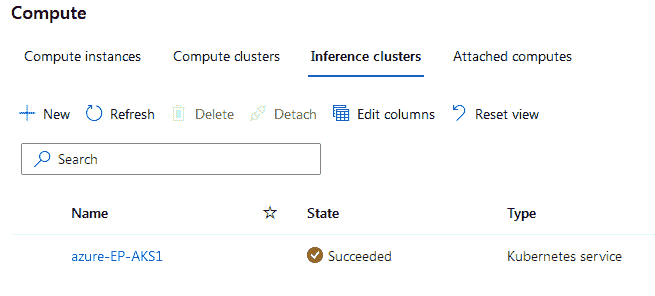 Compute
Compute instances Compute clusters Inference clusters Attached computes
New Refresh Delete Detach Edit columns Reset view
Search
Name State Type
azure-EP-AKS1 Succeeded Kubernetes service